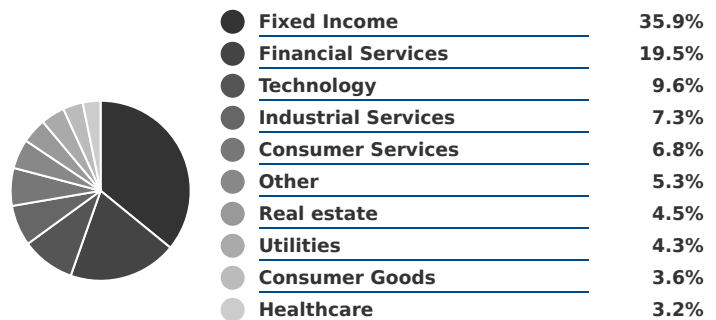 Fixed Income 35.9%
Financial Services 19.5%
Technology 9.6%
Industrial Services 7.3%
Consumer Services 6.8%
Other 5.3%
Real estate 4.5%
Utilities 4.3%
Consumer Goods 3.6%
Healthcare 3.2%